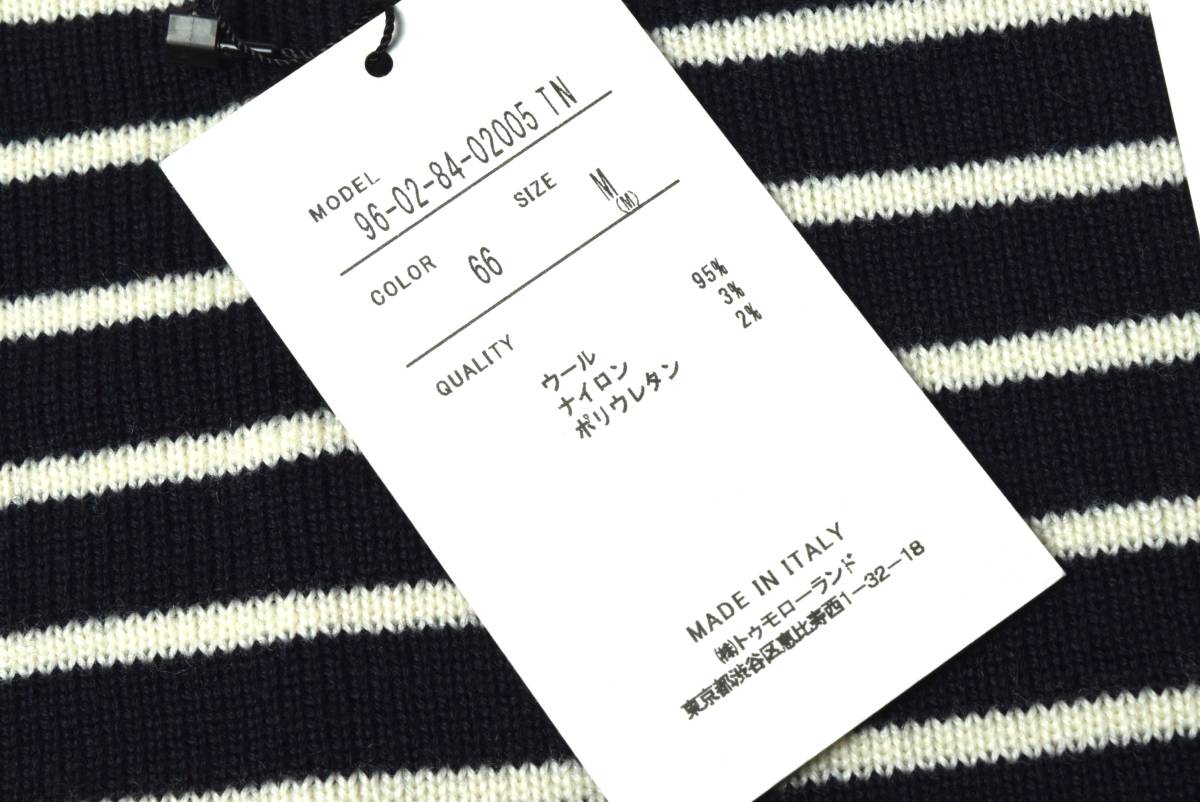 MODEL
96-02-84-02005 TN
COLOR 66 SIZE M
(M)
QUALITY
ウール 95%
ナイロン 3%
ポリウレタン 2%
MADE IN ITALY
㈱トゥモローランド
東京都渋谷区恵比寿西1-32-18